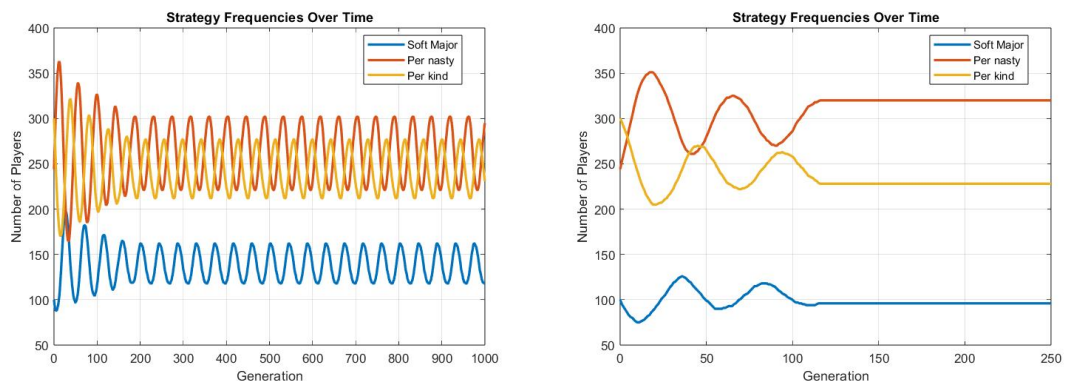 Strategy Frequencies Over Time
400
350
300
250
200
150
100
50
Number of Players
0 100 200 300 400 500 600 700 800 900 1000
Generation
Soft Major
Per nasty
Per kind
Strategy Frequencies Over Time
400
350
300
250
200
150
100
50
Number of Players
0 50 100 150 200 250
Generation
Soft Major
Per nasty
Per kind